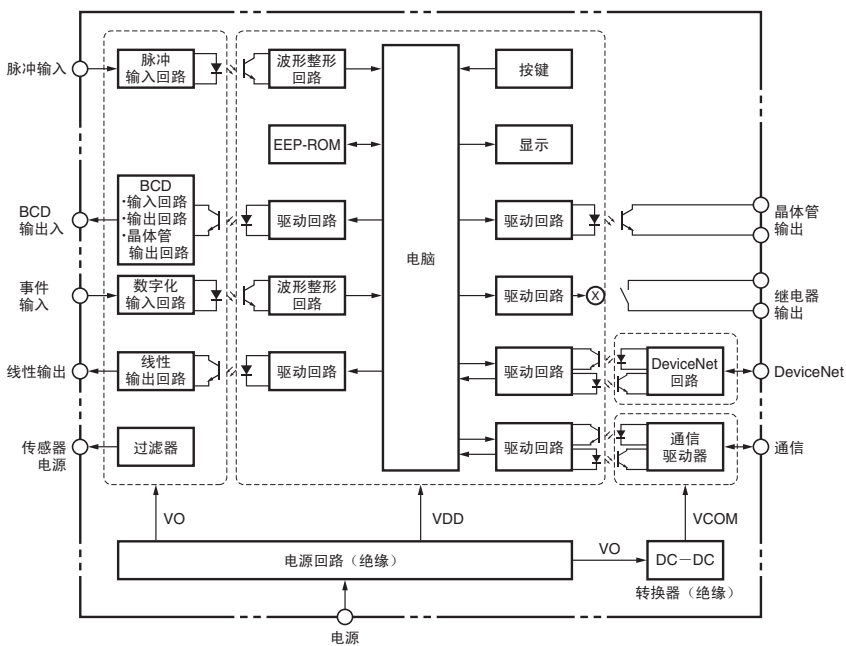 脉冲输入
脉冲
输入回路
波形整形
回路
按键
EEP-ROM
显示
电脑
BCD
输出入
BCD
·输入回路
·输出回路
·晶体管
输出回路
驱动回路
驱动回路
晶体管
输出
事件
输入
数字化
输入回路
波形整形
回路
驱动回路
X
继电器
输出
线性输出
线性
输出回路
驱动回路
驱动回路
DeviceNet
回路
DeviceNet
传感器
电源
过滤器
驱动回路
通信
驱动器
通信
VO
VDD
VCOM
电源回路（绝缘）
VO
DC－DC
转换器（绝缘）
电源